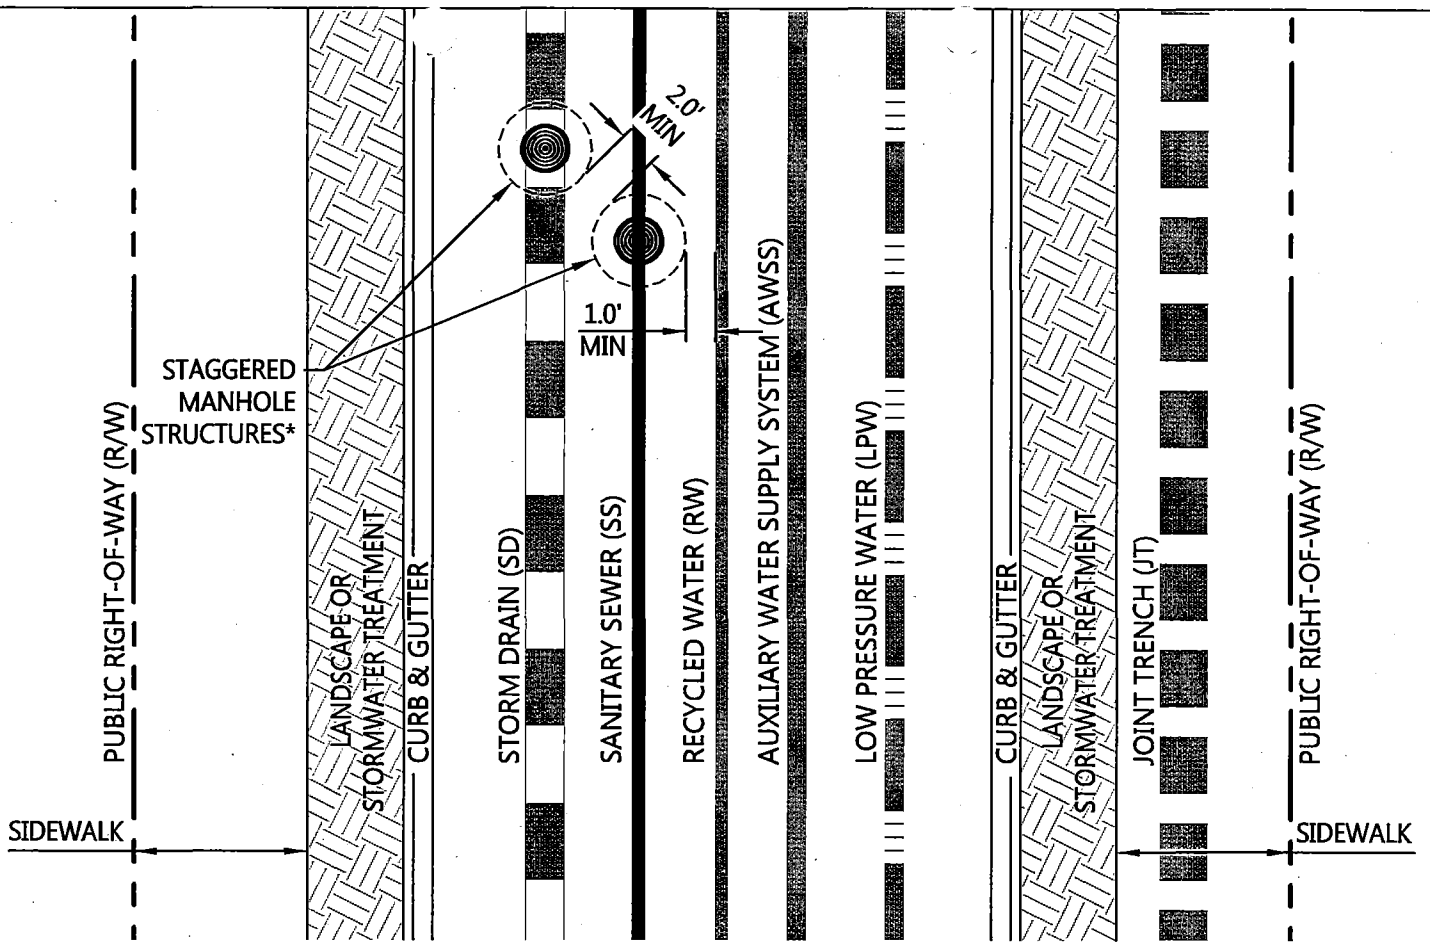 2.0'
MIN
1.0'
MIN
STAGGERED
MANHOLE
STRUCTURES*
PUBLIC RIGHT-OF-WAY (R/W)
LANDSCAPE OR
STORMWATER TREATMENT
CURB & GUTTER
STORM DRAIN (SD)
SANITARY SEWER (SS)
RECYCLED WATER (RW)
AUXILIARY WATER SUPPLY SYSTEM (AWSS)
LOW PRESSURE WATER (LPW)
CURB & GUTTER
LANDSCAPE OR
STORMWATER TREATMENT
JOINT TRENCH (JT)
PUBLIC RIGHT-OF-WAY (R/W)
SIDEWALK
SIDEWALK